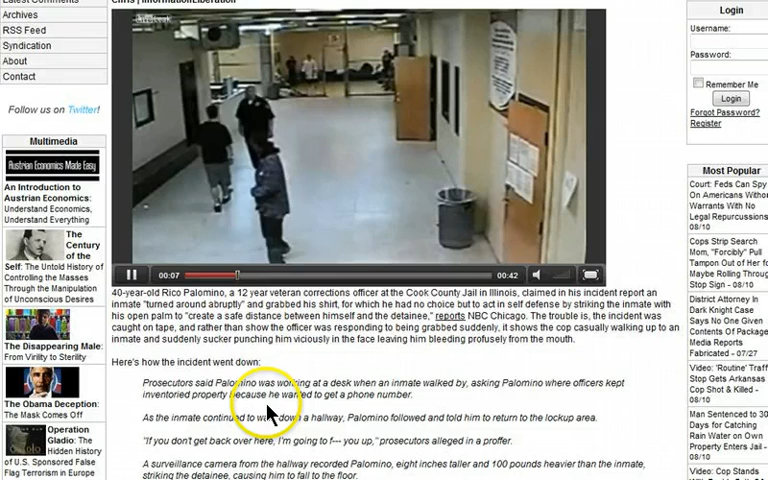 Latest Comments
Archives
RSS Feed
Syndication
About
Contact
Follow us on Twitter!
Multimedia
Austrian Economics Made Easy
An Introduction to
Austrian Economics:
Understand Economics,
Understand Everything
The
Century
of the
Self: The Untold History of
Controlling the Masses
Through the Manipulation
of Unconscious Desires
The Disappearing Male:
From Virility to Sterility
The Obama Deception:
The Mask Comes Off
Operation
Gladio: The
Hidden
History
of U.S. Sponsored False
Flag Terrorism in Europe
Chris | InformationLiberation
LiveLeak
00:07
00:42
40-year-old Rico Palomino, a 12 year veteran corrections officer at the Cook County Jail in Illinois, claimed in his incident report an
inmate "turned around abruptly" and grabbed his shirt, for which he had no choice but to act in self defense by striking the inmate with
his open palm to "create a safe distance between himself and the detainee," reports NBC Chicago. The trouble is, the incident was
caught on tape, and rather than show the officer was responding to being grabbed suddenly, it shows the cop casually walking up to an
inmate and suddenly sucker punching him viciously in the face leaving him bleeding profusely from the mouth.
Here's how the incident went down:
Prosecutors said Palomino was working at a desk when an inmate walked by, asking Palomino where officers kept
inventoried property because he wanted to get a phone number.
As the inmate continued to walk down a hallway, Palomino followed and told him to return to the lockup area.
"If you don't get back over here, I'm going to f--- you up," prosecutors alleged in a proffer.
A surveillance camera from the hallway recorded Palomino, eight inches taller and 100 pounds heavier than the inmate,
striking the detainee, causing him to fall to the floor.
Login
Username:
Password:
Remember Me
Login
Forgot Password?
Register
Most Popular
Court: Feds Can Spy
On Americans Without
Warrants With No
Legal Repurcussions -
08/10
Cops Strip Search
Mom, "Forcibly" Pull
Tampon Out of Her fo
Maybe Rolling Through
Stop Sign - 08/10
District Attorney In
Dark Knight Case
Says No One Given
Contents Of Package
Media Reports
Fabricated - 07/27
Video: 'Routine' Traffi
Stop Gets Arkansas
Cop Shot & Killed -
08/10
Man Sentenced to 30
Days for Catching
Rain Water on Own
Property Enters Jail -
08/10
Video: Cop Stands